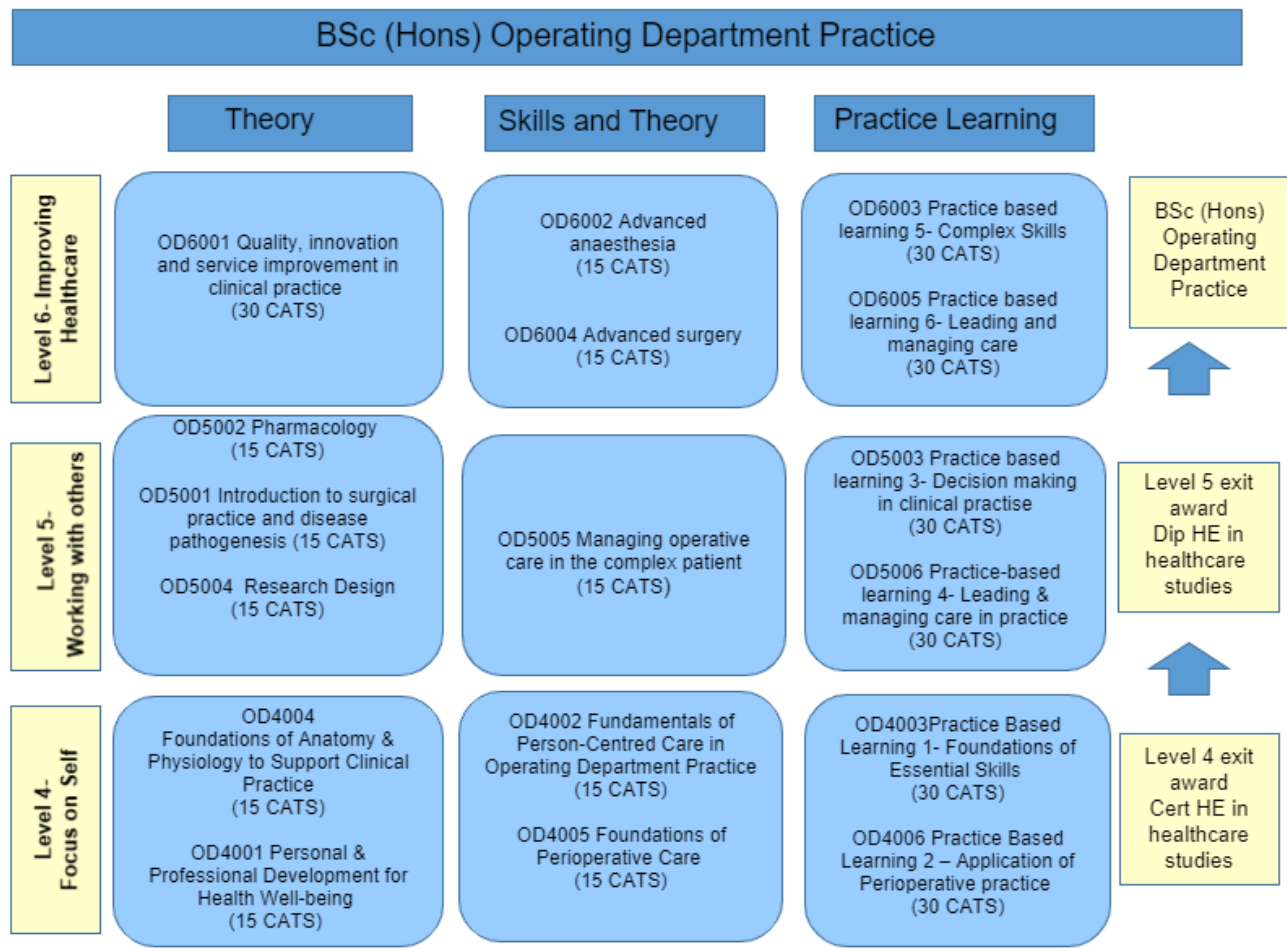 BSc (Hons) Operating Department Practice
Theory
Skills and Theory
Practice Learning
Level 6- Improving
Healthcare
OD6001 Quality, innovation
and service improvement in
clinical practice
(30 CATS)
OD6002 Advanced
anaesthesia
(15 CATS)
OD6004 Advanced surgery
(15 CATS)
OD6003 Practice based
learning 5- Complex Skills
(30 CATS)
OD6005 Practice based
learning 6- Leading and
managing care
(30 CATS)
BSc (Hons)
Operating
Department
Practice
Level 5-
Working with others
OD5002 Pharmacology
(15 CATS)
OD5001 Introduction to surgical
practice and disease
pathogenesis (15 CATS)
OD5004  Research Design
(15 CATS)
OD5005 Managing operative
care in the complex patient
(15 CATS)
OD5003 Practice based
learning 3- Decision making
in clinical practise
(30 CATS)
OD5006 Practice-based
learning 4- Leading &
managing care in practice
(30 CATS)
Level 5 exit
award
Dip HE in
healthcare
studies
Level 4-
Focus on Self
OD4004
Foundations of Anatomy &
Physiology to Support Clinical
Practice
(15 CATS)
OD4001 Personal &
Professional Development for
Health Well-being
(15 CATS)
OD4002 Fundamentals of
Person-Centred Care in
Operating Department Practice
(15 CATS)
OD4005 Foundations of
Perioperative Care
(15 CATS)
OD4003Practice Based
Learning 1- Foundations of
Essential Skills
(30 CATS)
OD4006 Practice Based
Learning 2 – Application of
Perioperative practice
(30 CATS)
Level 4 exit
award
Cert HE in
healthcare
studies